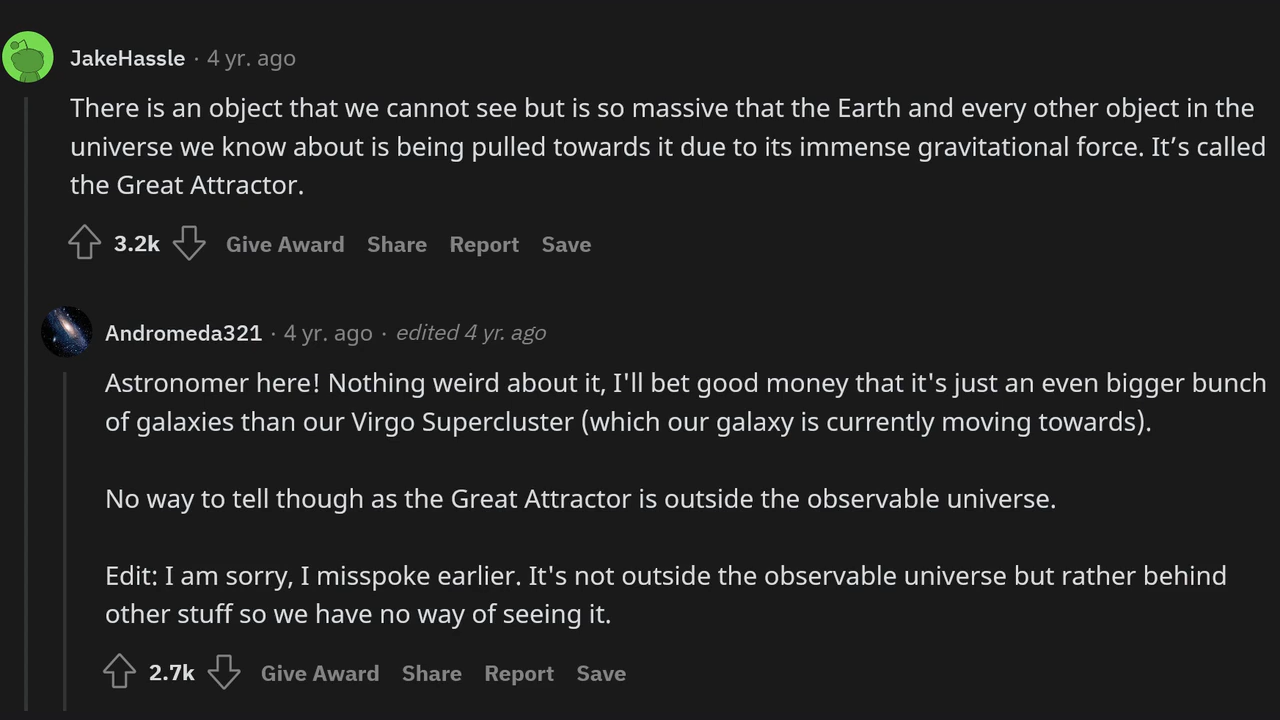 JakeHassle · 4 yr. ago
There is an object that we cannot see but is so massive that the Earth and every other object in the
universe we know about is being pulled towards it due to its immense gravitational force. It’s called
the Great Attractor.
3.2k Give Award Share Report Save
Andromeda321 · 4 yr. ago · edited 4 yr. ago
Astronomer here! Nothing weird about it, I'll bet good money that it's just an even bigger bunch
of galaxies than our Virgo Supercluster (which our galaxy is currently moving towards).
No way to tell though as the Great Attractor is outside the observable universe.
Edit: I am sorry, I misspoke earlier. It's not outside the observable universe but rather behind
other stuff so we have no way of seeing it.
2.7k Give Award Share Report Save